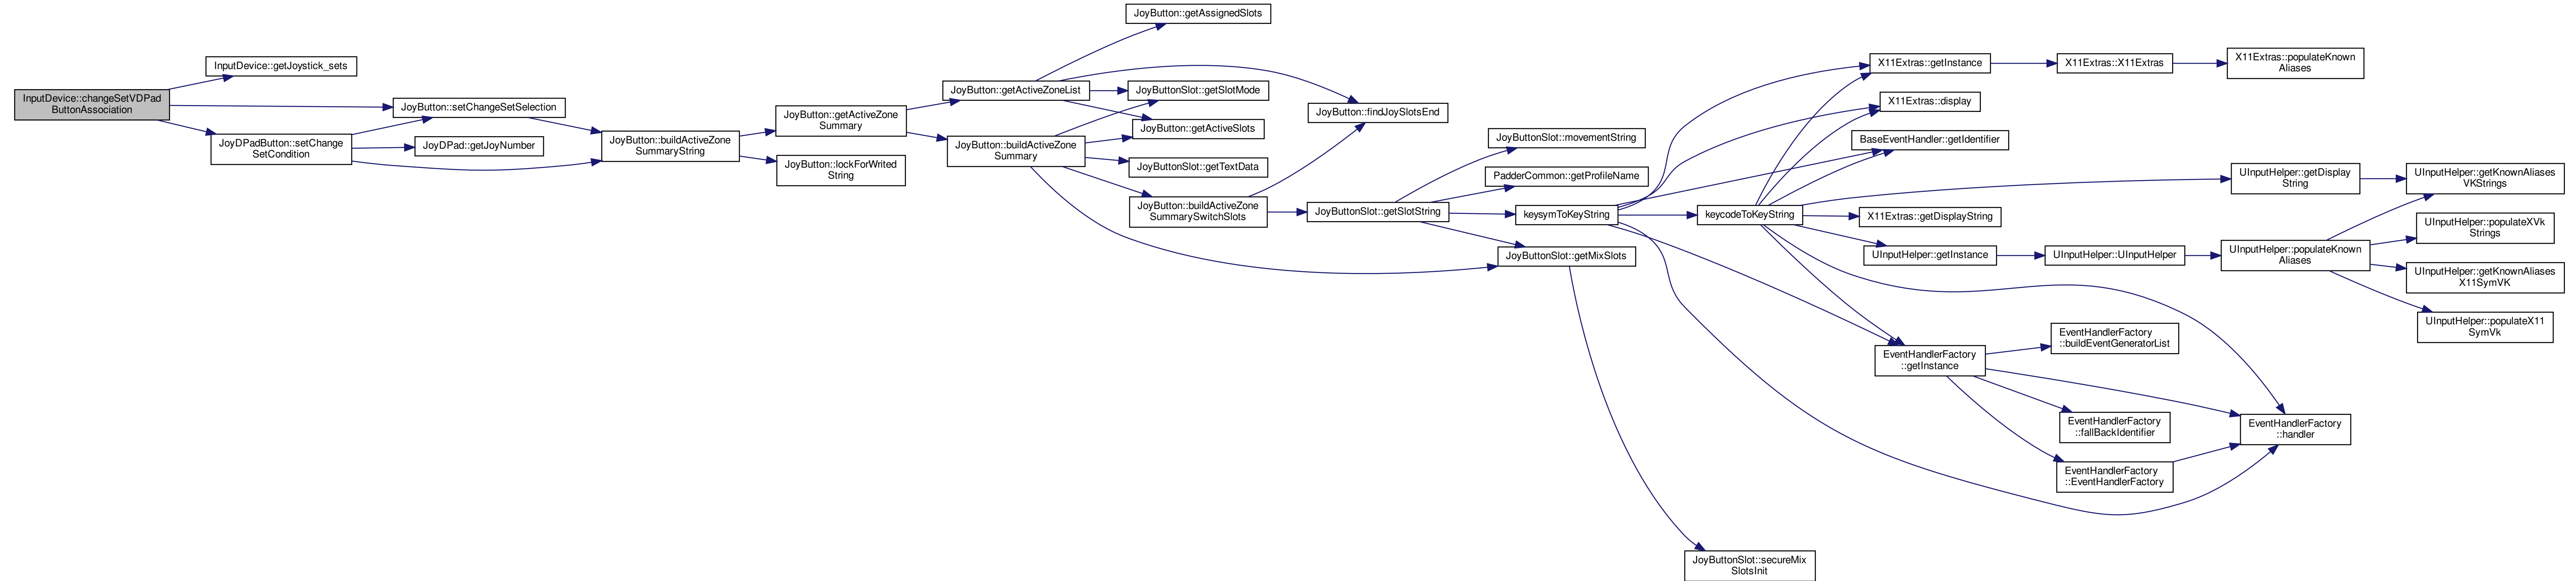 InputDevice::changeSetVDPad
ButtonAssociation
InputDevice::getJoystick_sets
JoyButton::setChangeSetSelection
JoyDPadButton::setChange
SetCondition
JoyDPad::getJoyNumber
JoyButton::buildActiveZone
SummaryString
JoyButton::getActiveZone
Summary
JoyButton::lockForWrited
String
JoyButton::getActiveZoneList
JoyButton::buildActiveZone
Summary
JoyButton::getAssignedSlots
JoyButtonSlot::getSlotMode
JoyButton::getActiveSlots
JoyButtonSlot::getTextData
JoyButton::buildActiveZone
SummarySwitchSlots
JoyButton::findJoySlotsEnd
JoyButtonSlot::getSlotString
JoyButtonSlot::movementString
PadderCommon::getProfileName
keysymToKeyString
JoyButtonSlot::getMixSlots
JoyButtonSlot::secureMix
SlotsInit
keycodeToKeyString
X11Extras::getInstance
X11Extras::display
BaseEventHandler::getIdentifier
X11Extras::getDisplayString
UInputHelper::getInstance
EventHandlerFactory
::getInstance
X11Extras::X11Extras
UInputHelper::UInputHelper
EventHandlerFactory
::buildEventGeneratorList
EventHandlerFactory
::fallBackIdentifier
EventHandlerFactory
::EventHandlerFactory
X11Extras::populateKnown
Aliases
UInputHelper::getDisplay
String
UInputHelper::populateKnown
Aliases
EventHandlerFactory
::handler
UInputHelper::getKnownAliases
VKStrings
UInputHelper::populateXVk
Strings
UInputHelper::getKnownAliases
X11SymVK
UInputHelper::populateX11
SymVk